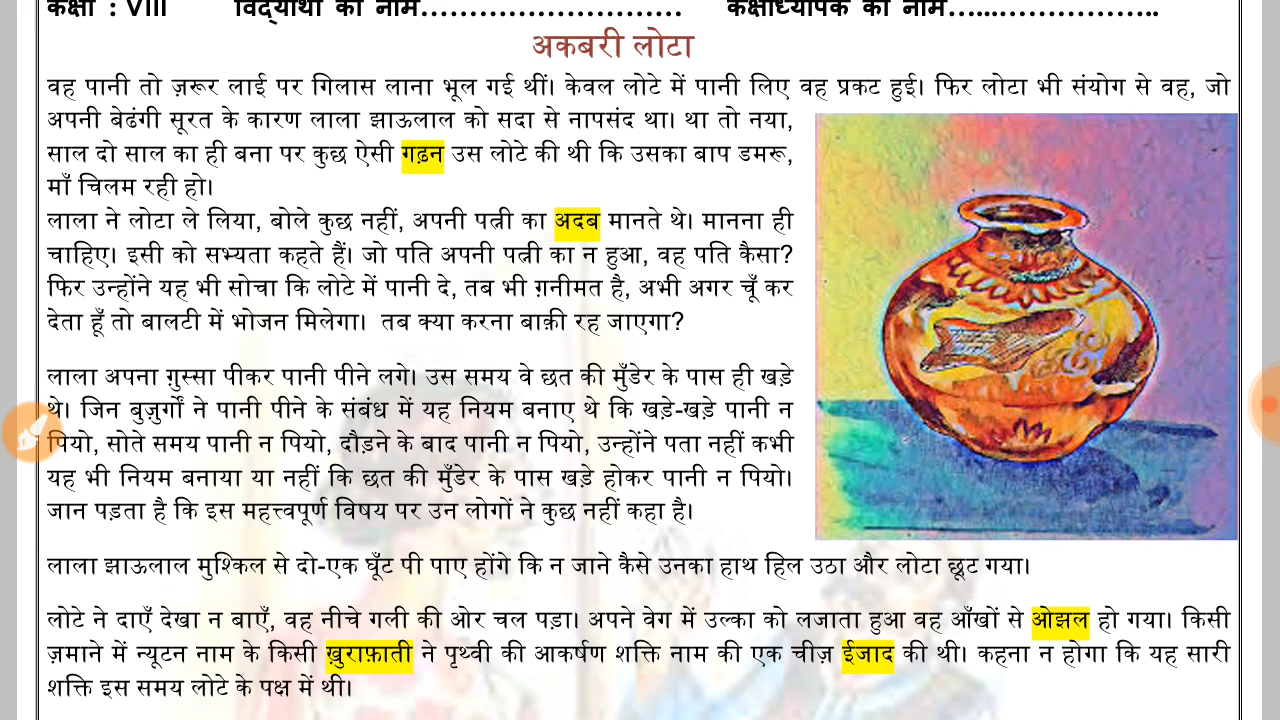 कक्षा : VIII विद्यार्थी का नाम……………………… कक्षाध्यापक का नाम…...……………..
अकबरी लोटा
वह पानी तो ज़रूर लाई पर गिलास लाना भूल गई थीं। केवल लोटे में पानी लिए वह प्रकट हुई। फिर लोटा भी संयोग से वह, जो
अपनी बेढंगी सूरत के कारण लाला झाऊलाल को सदा से नापसंद था। था तो नया,
साल दो साल का ही बना पर कुछ ऐसी गढ़न उस लोटे की थी कि उसका बाप डमरू,
माँ चिलम रही हो।
लाला ने लोटा ले लिया, बोले कुछ नहीं, अपनी पत्नी का अदब मानते थे। मानना ही
चाहिए। इसी को सभ्यता कहते हैं। जो पति अपनी पत्नी का न हुआ, वह पति कैसा?
फिर उन्होंने यह भी सोचा कि लोटे में पानी दे, तब भी ग़नीमत है, अभी अगर चूँ कर
देता हूँ तो बालटी में भोजन मिलेगा। तब क्या करना बाक़ी रह जाएगा?
लाला अपना ग़ुस्सा पीकर पानी पीने लगे। उस समय वे छत की मुँडेर के पास ही खड़े
थे। जिन बुज़ुर्गों ने पानी पीने के संबंध में यह नियम बनाए थे कि खड़े-खड़े पानी न
पियो, सोते समय पानी न पियो, दौड़ने के बाद पानी न पियो, उन्होंने पता नहीं कभी
यह भी नियम बनाया या नहीं कि छत की मुँडेर के पास खड़े होकर पानी न पियो।
जान पड़ता है कि इस महत्त्वपूर्ण विषय पर उन लोगों ने कुछ नहीं कहा है।
लाला झाऊलाल मुश्किल से दो-एक घूँट पी पाए होंगे कि न जाने कैसे उनका हाथ हिल उठा और लोटा छूट गया।
लोटे ने दाएँ देखा न बाएँ, वह नीचे गली की ओर चल पड़ा। अपने वेग में उल्का को लजाता हुआ वह आँखों से ओझल हो गया। किसी
ज़माने में न्यूटन नाम के किसी ख़ुराफ़ाती ने पृथ्वी की आकर्षण शक्ति नाम की एक चीज़ ईजाद की थी। कहना न होगा कि यह सारी
शक्ति इस समय लोटे के पक्ष में थी।